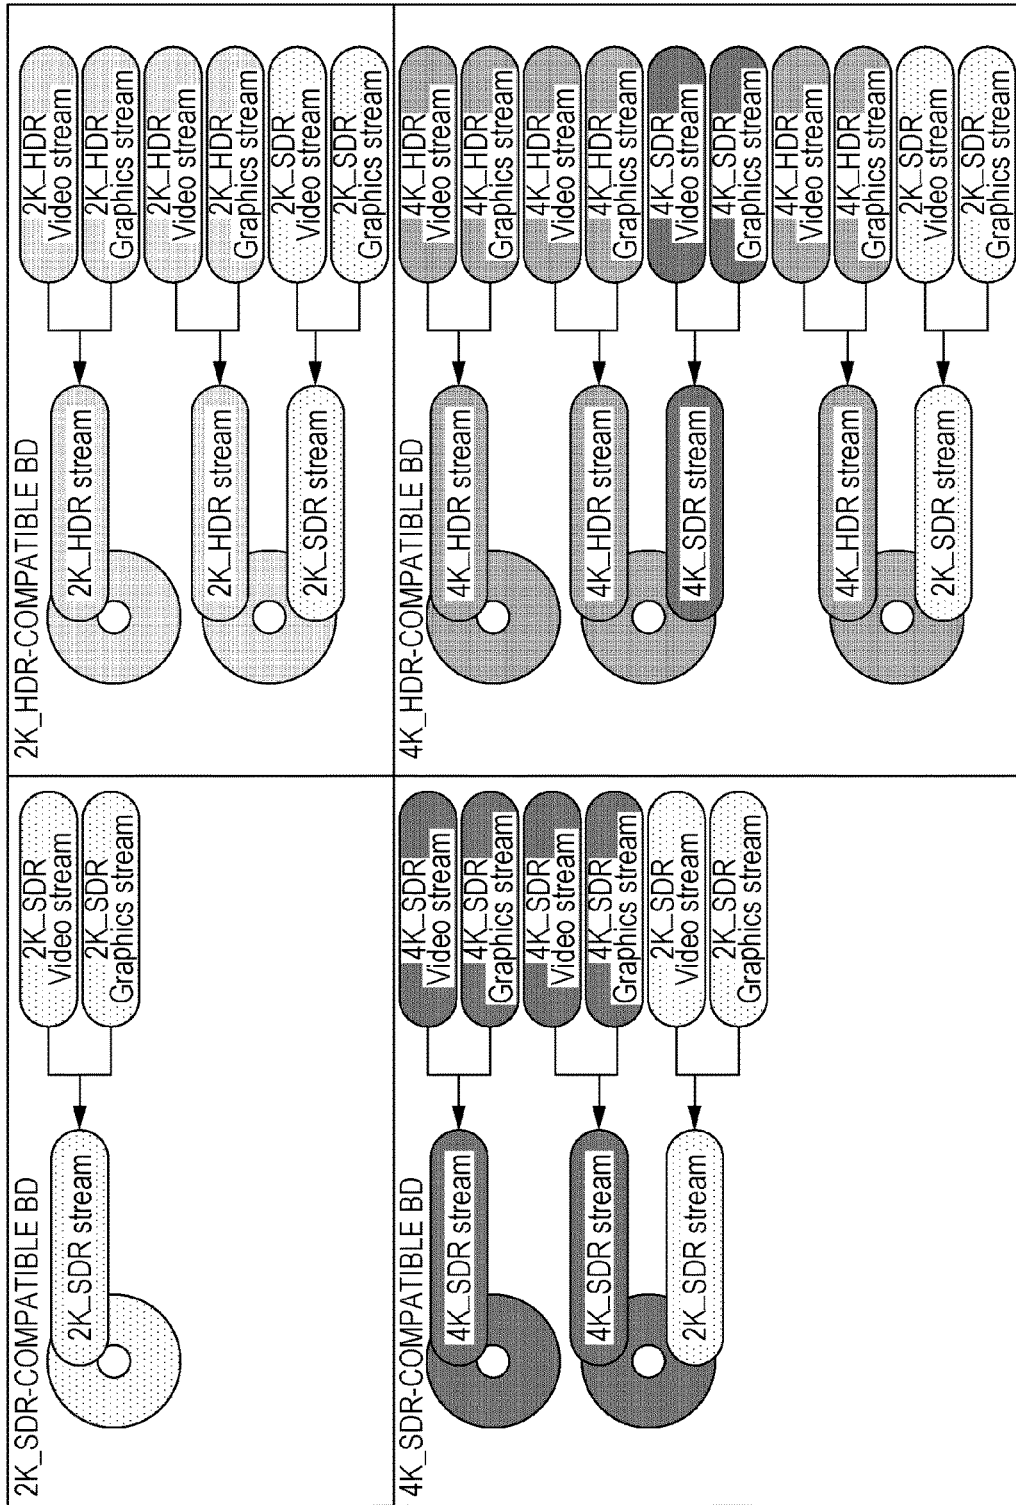 2K_SDR-COMPATIBLE BD
2K_SDR stream
2K_SDR
Video stream
2K_SDR
Graphics stream
2K_HDR-COMPATIBLE BD
2K_HDR stream
2K_HDR
Video stream
2K_HDR
Graphics stream
2K_HDR stream
2K_HDR
Video stream
2K_HDR
Graphics stream
2K_SDR stream
2K_SDR
Video stream
2K_SDR
Graphics stream
4K_SDR-COMPATIBLE BD
4K_SDR stream
4K_SDR
Video stream
4K_SDR
Graphics stream
4K_SDR stream
4K_SDR
Video stream
4K_SDR
Graphics stream
2K_SDR stream
2K_SDR
Video stream
2K_SDR
Graphics stream
4K_HDR-COMPATIBLE BD
4K_HDR stream
4K_HDR
Video stream
4K_HDR
Graphics stream
4K_HDR stream
4K_HDR
Video stream
4K_HDR
Graphics stream
4K_SDR stream
4K_SDR
Video stream
4K_SDR
Graphics stream
4K_HDR stream
4K_HDR
Video stream
4K_HDR
Graphics stream
2K_SDR stream
2K_SDR
Video stream
2K_SDR
Graphics stream